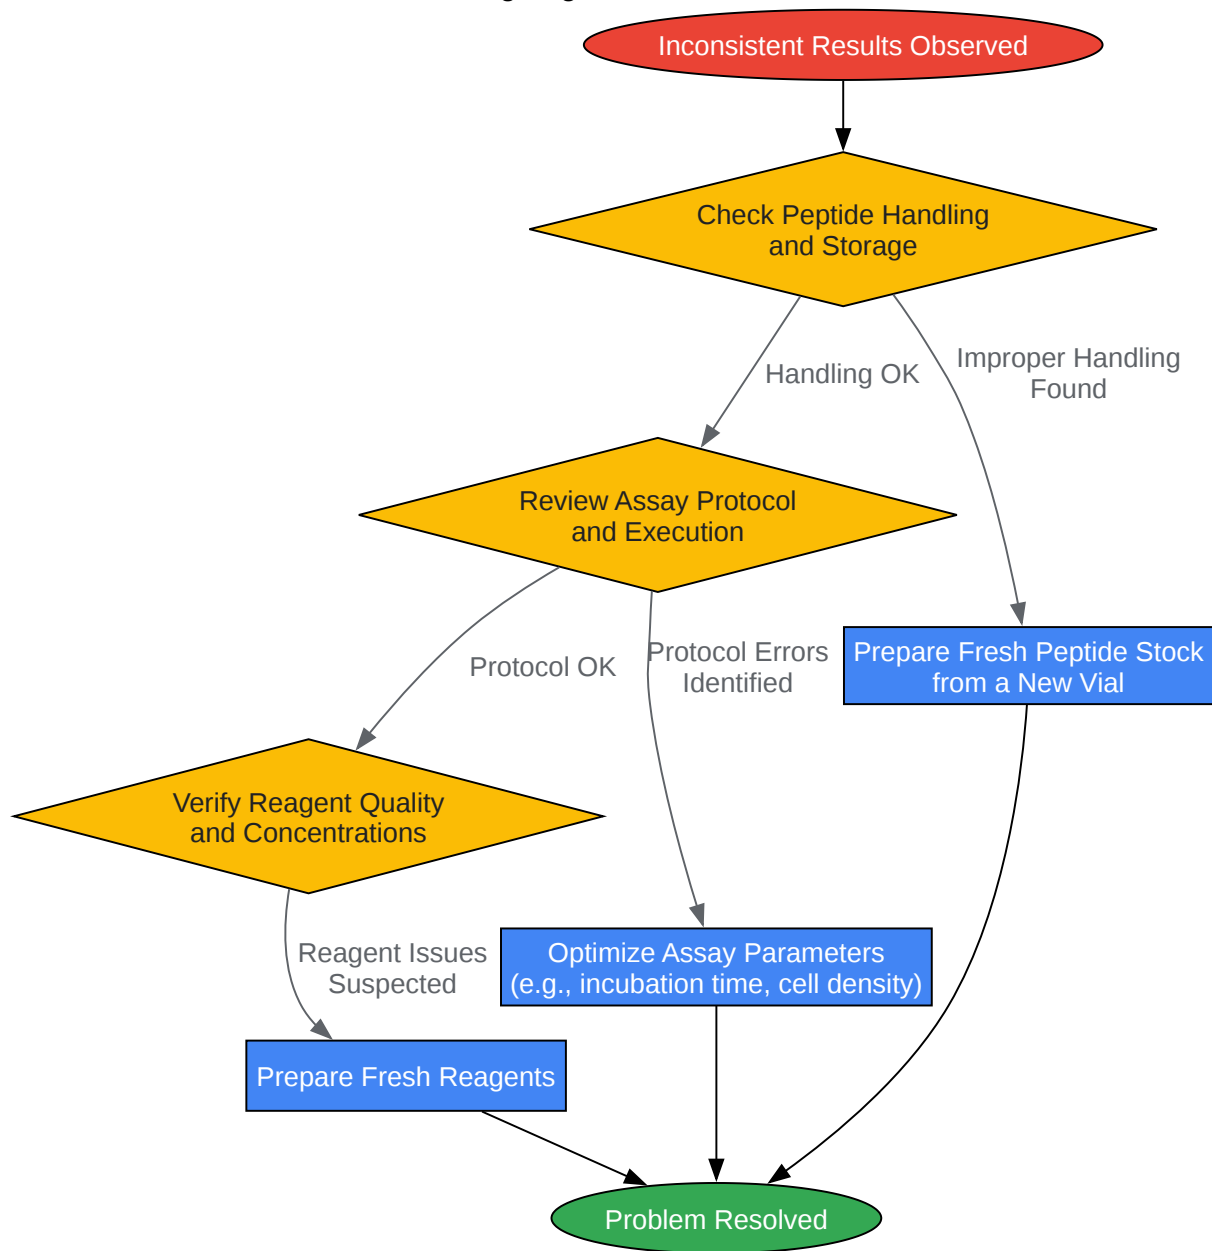 Inconsistent Results Observed
Check Peptide Handling
and Storage
Handling OK
Improper Handling
Found
Review Assay Protocol
and Execution
Protocol OK
Protocol Errors
Identified
Prepare Fresh Peptide Stock
from a New Vial
Verify Reagent Quality
and Concentrations
Reagent Issues
Suspected
Optimize Assay Parameters
(e.g., incubation time, cell density)
Prepare Fresh Reagents
Problem Resolved